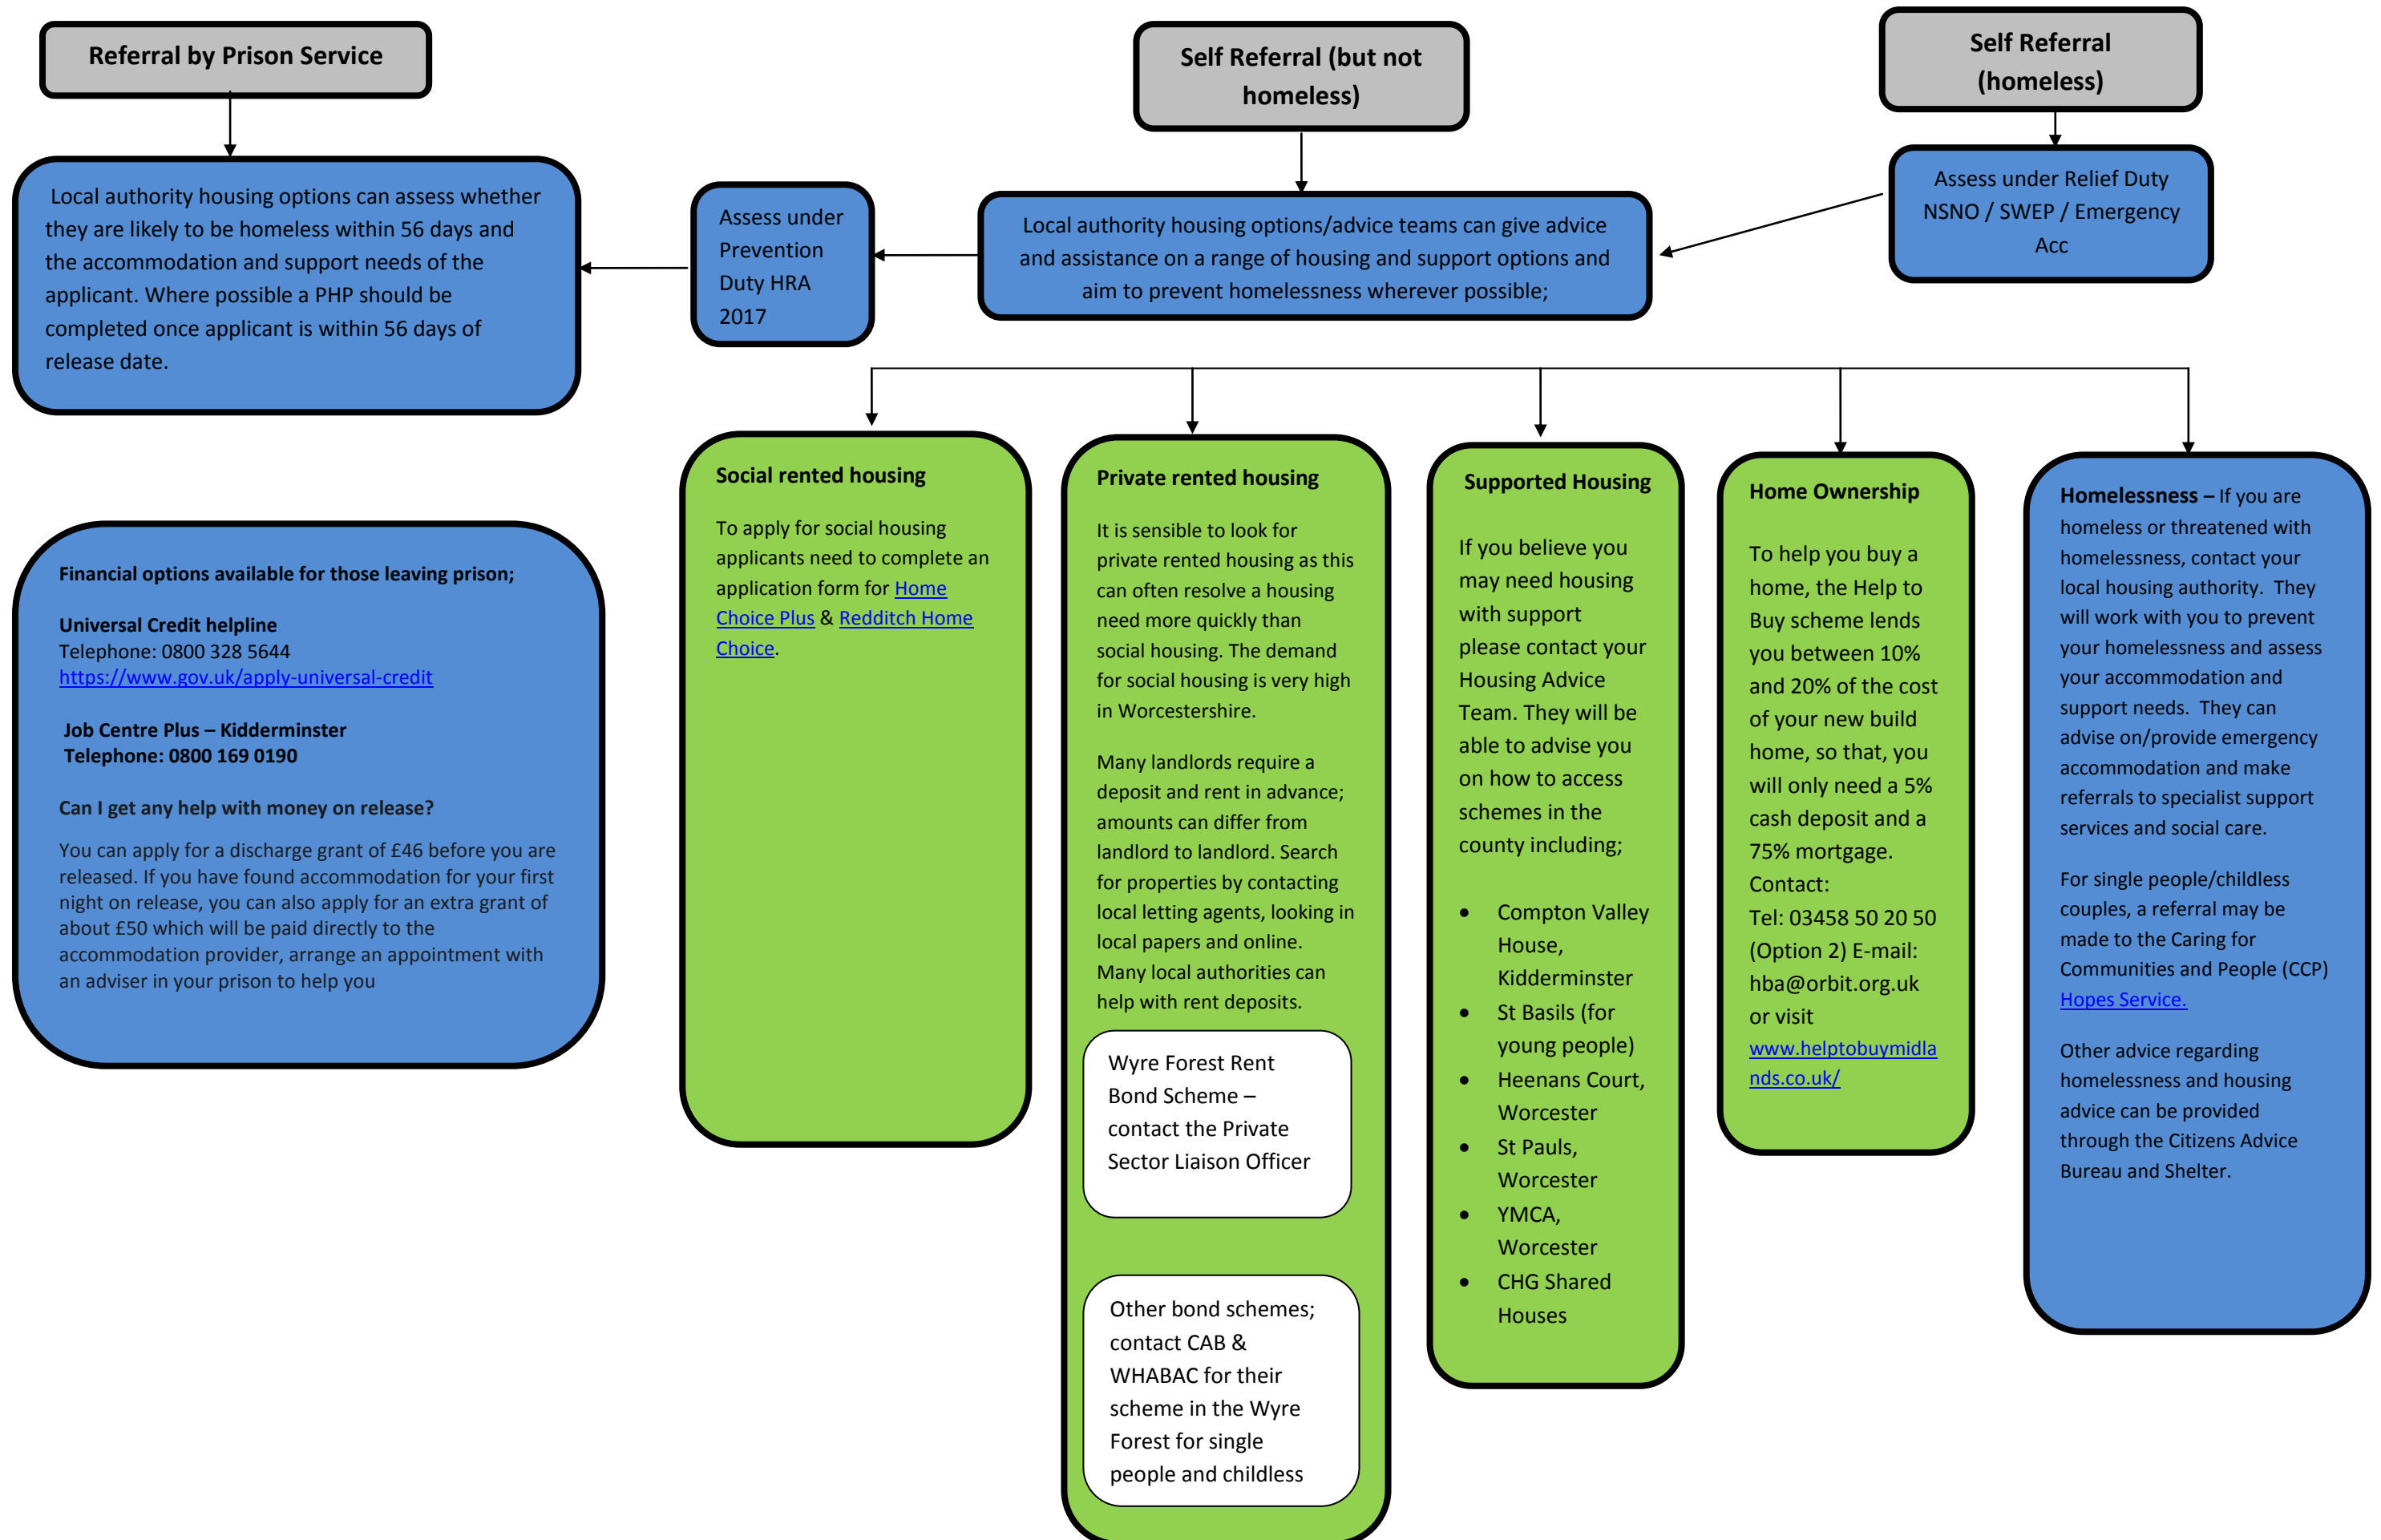 Referral by Prison Service
Self Referral (but not
homeless)
Self Referral
(homeless)
Local authority housing options can assess whether
they are likely to be homeless within 56 days and
the accommodation and support needs of the
applicant. Where possible a PHP should be
completed once applicant is within 56 days of
release date.
Assess under
Prevention
Duty HRA
2017
Local authority housing options/advice teams can give advice
and assistance on a range of housing and support options and
aim to prevent homelessness wherever possible;
Assess under Relief Duty
NSNO / SWEP / Emergency
Acc
Financial options available for those leaving prison;
Universal Credit helpline
Telephone: 0800 328 5644
https://www.gov.uk/apply-universal-credit
Job Centre Plus – Kidderminster
Telephone: 0800 169 0190
Can I get any help with money on release?
You can apply for a discharge grant of £46 before you are
released. If you have found accommodation for your first
night on release, you can also apply for an extra grant of
about £50 which will be paid directly to the
accommodation provider, arrange an appointment with
an adviser in your prison to help you
Social rented housing
To apply for social housing
applicants need to complete an
application form for Home
Choice Plus & Redditch Home
Choice.
Private rented housing
It is sensible to look for
private rented housing as this
can often resolve a housing
need more quickly than
social housing. The demand
for social housing is very high
in Worcestershire.
Many landlords require a
deposit and rent in advance;
amounts can differ from
landlord to landlord. Search
for properties by contacting
local letting agents, looking in
local papers and online.
Many local authorities can
help with rent deposits.
Wyre Forest Rent
Bond Scheme –
contact the Private
Sector Liaison Officer
Other bond schemes;
contact CAB &
WHABAC for their
scheme in the Wyre
Forest for single
people and childless
Supported Housing
If you believe you
may need housing
with support
please contact your
Housing Advice
Team. They will be
able to advise you
on how to access
schemes in the
county including;
• Compton Valley
House,
Kidderminster
• St Basils (for
young people)
• Heenans Court,
Worcester
• St Pauls,
Worcester
• YMCA,
Worcester
• CHG Shared
Houses
Home Ownership
To help you buy a
home, the Help to
Buy scheme lends
you between 10%
and 20% of the cost
of your new build
home, so that, you
will only need a 5%
cash deposit and a
75% mortgage.
Contact:
Tel: 03458 50 20 50
(Option 2) E-mail:
hba@orbit.org.uk
or visit
www.helptobuymidla
nds.co.uk/
Homelessness – If you are
homeless or threatened with
homelessness, contact your
local housing authority. They
will work with you to prevent
your homelessness and assess
your accommodation and
support needs. They can
advise on/provide emergency
accommodation and make
referrals to specialist support
services and social care.
For single people/childless
couples, a referral may be
made to the Caring for
Communities and People (CCP)
Hopes Service.
Other advice regarding
homelessness and housing
advice can be provided
through the Citizens Advice
Bureau and Shelter.